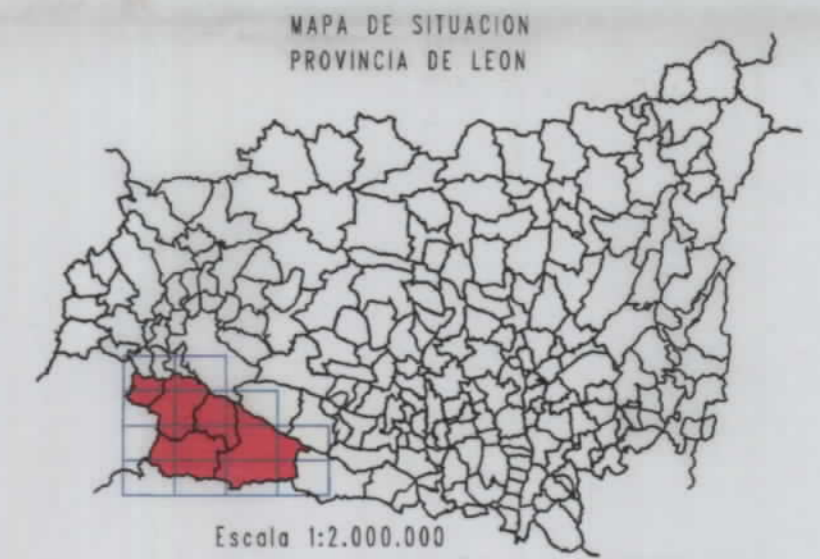 MAPA DE SITUACION
PROVINCIA DE LEON
Escala 1:2.000.000